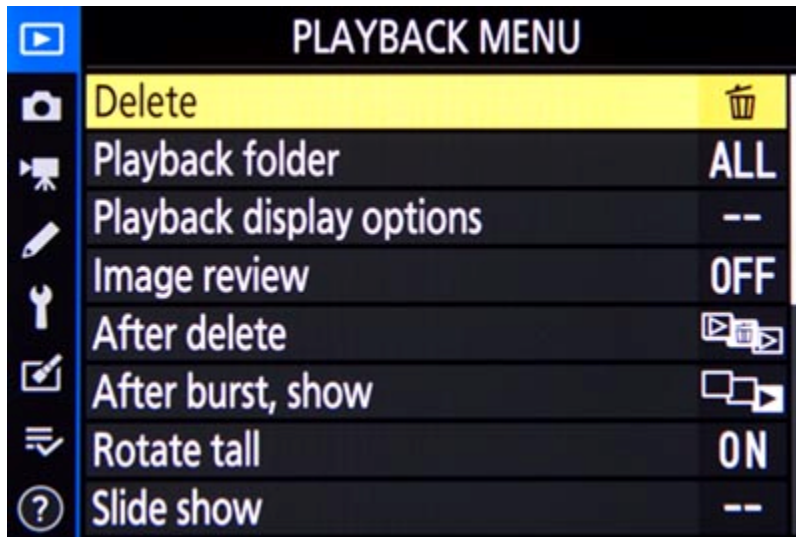 PLAYBACK MENU
Delete
Playback folder ALL
Playback display options --
Image review OFF
After delete
After burst, show
Rotate tall ON
Slide show --
?